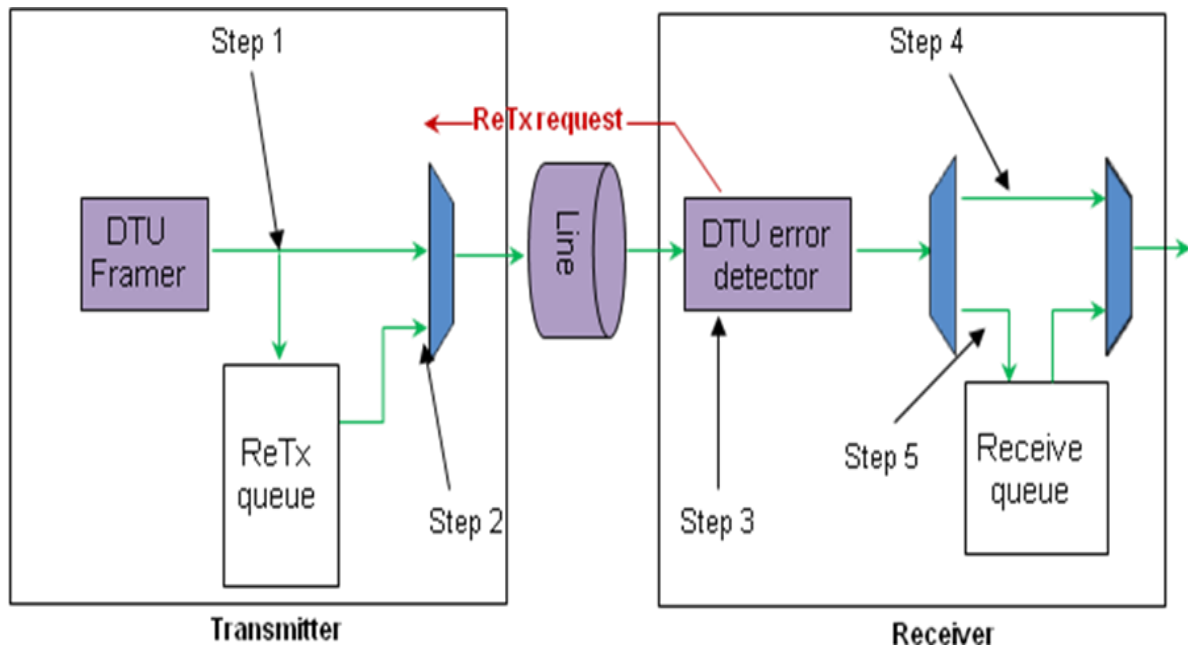 Step 1
Step 4
ReTx request
DTU
Framer
Line
DTU error
detector
ReTx
queue
Step 2
Step 3
Step 5
Receive
queue
Transmitter
Receiver